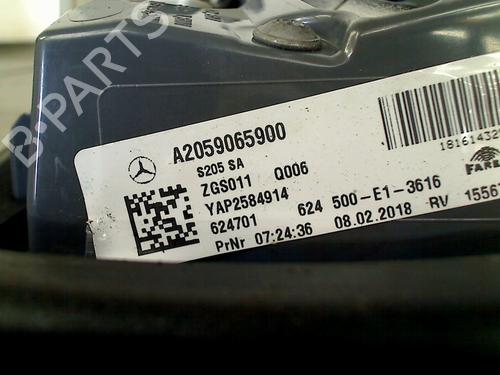 B-PARTS
A2059065900
S205 SA
ZGS011 Q006
YAP2584914
624701 624 500-E1-3616
PrNr 07:24:36 08.02.2018 RV